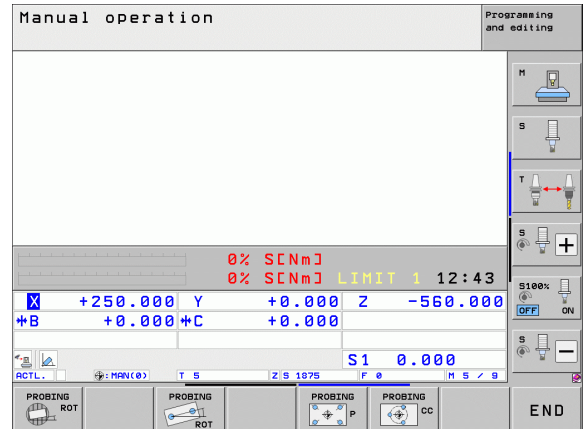 Manual operation
Programming
and editing
M
S
T
S
+
0% S[Nm]
0% S[Nm] LIMIT 1 12:43
S100%
OFF ON
X +250.000 Y +0.000 Z -560.000
B +0.000 C +0.000
S1 0.000
S
-
ACTL. : MAN(0) T 5 Z S 1875 F 0 M 5 / 9
PROBING
ROT
PROBING
ROT
PROBING
P
PROBING
CC
END